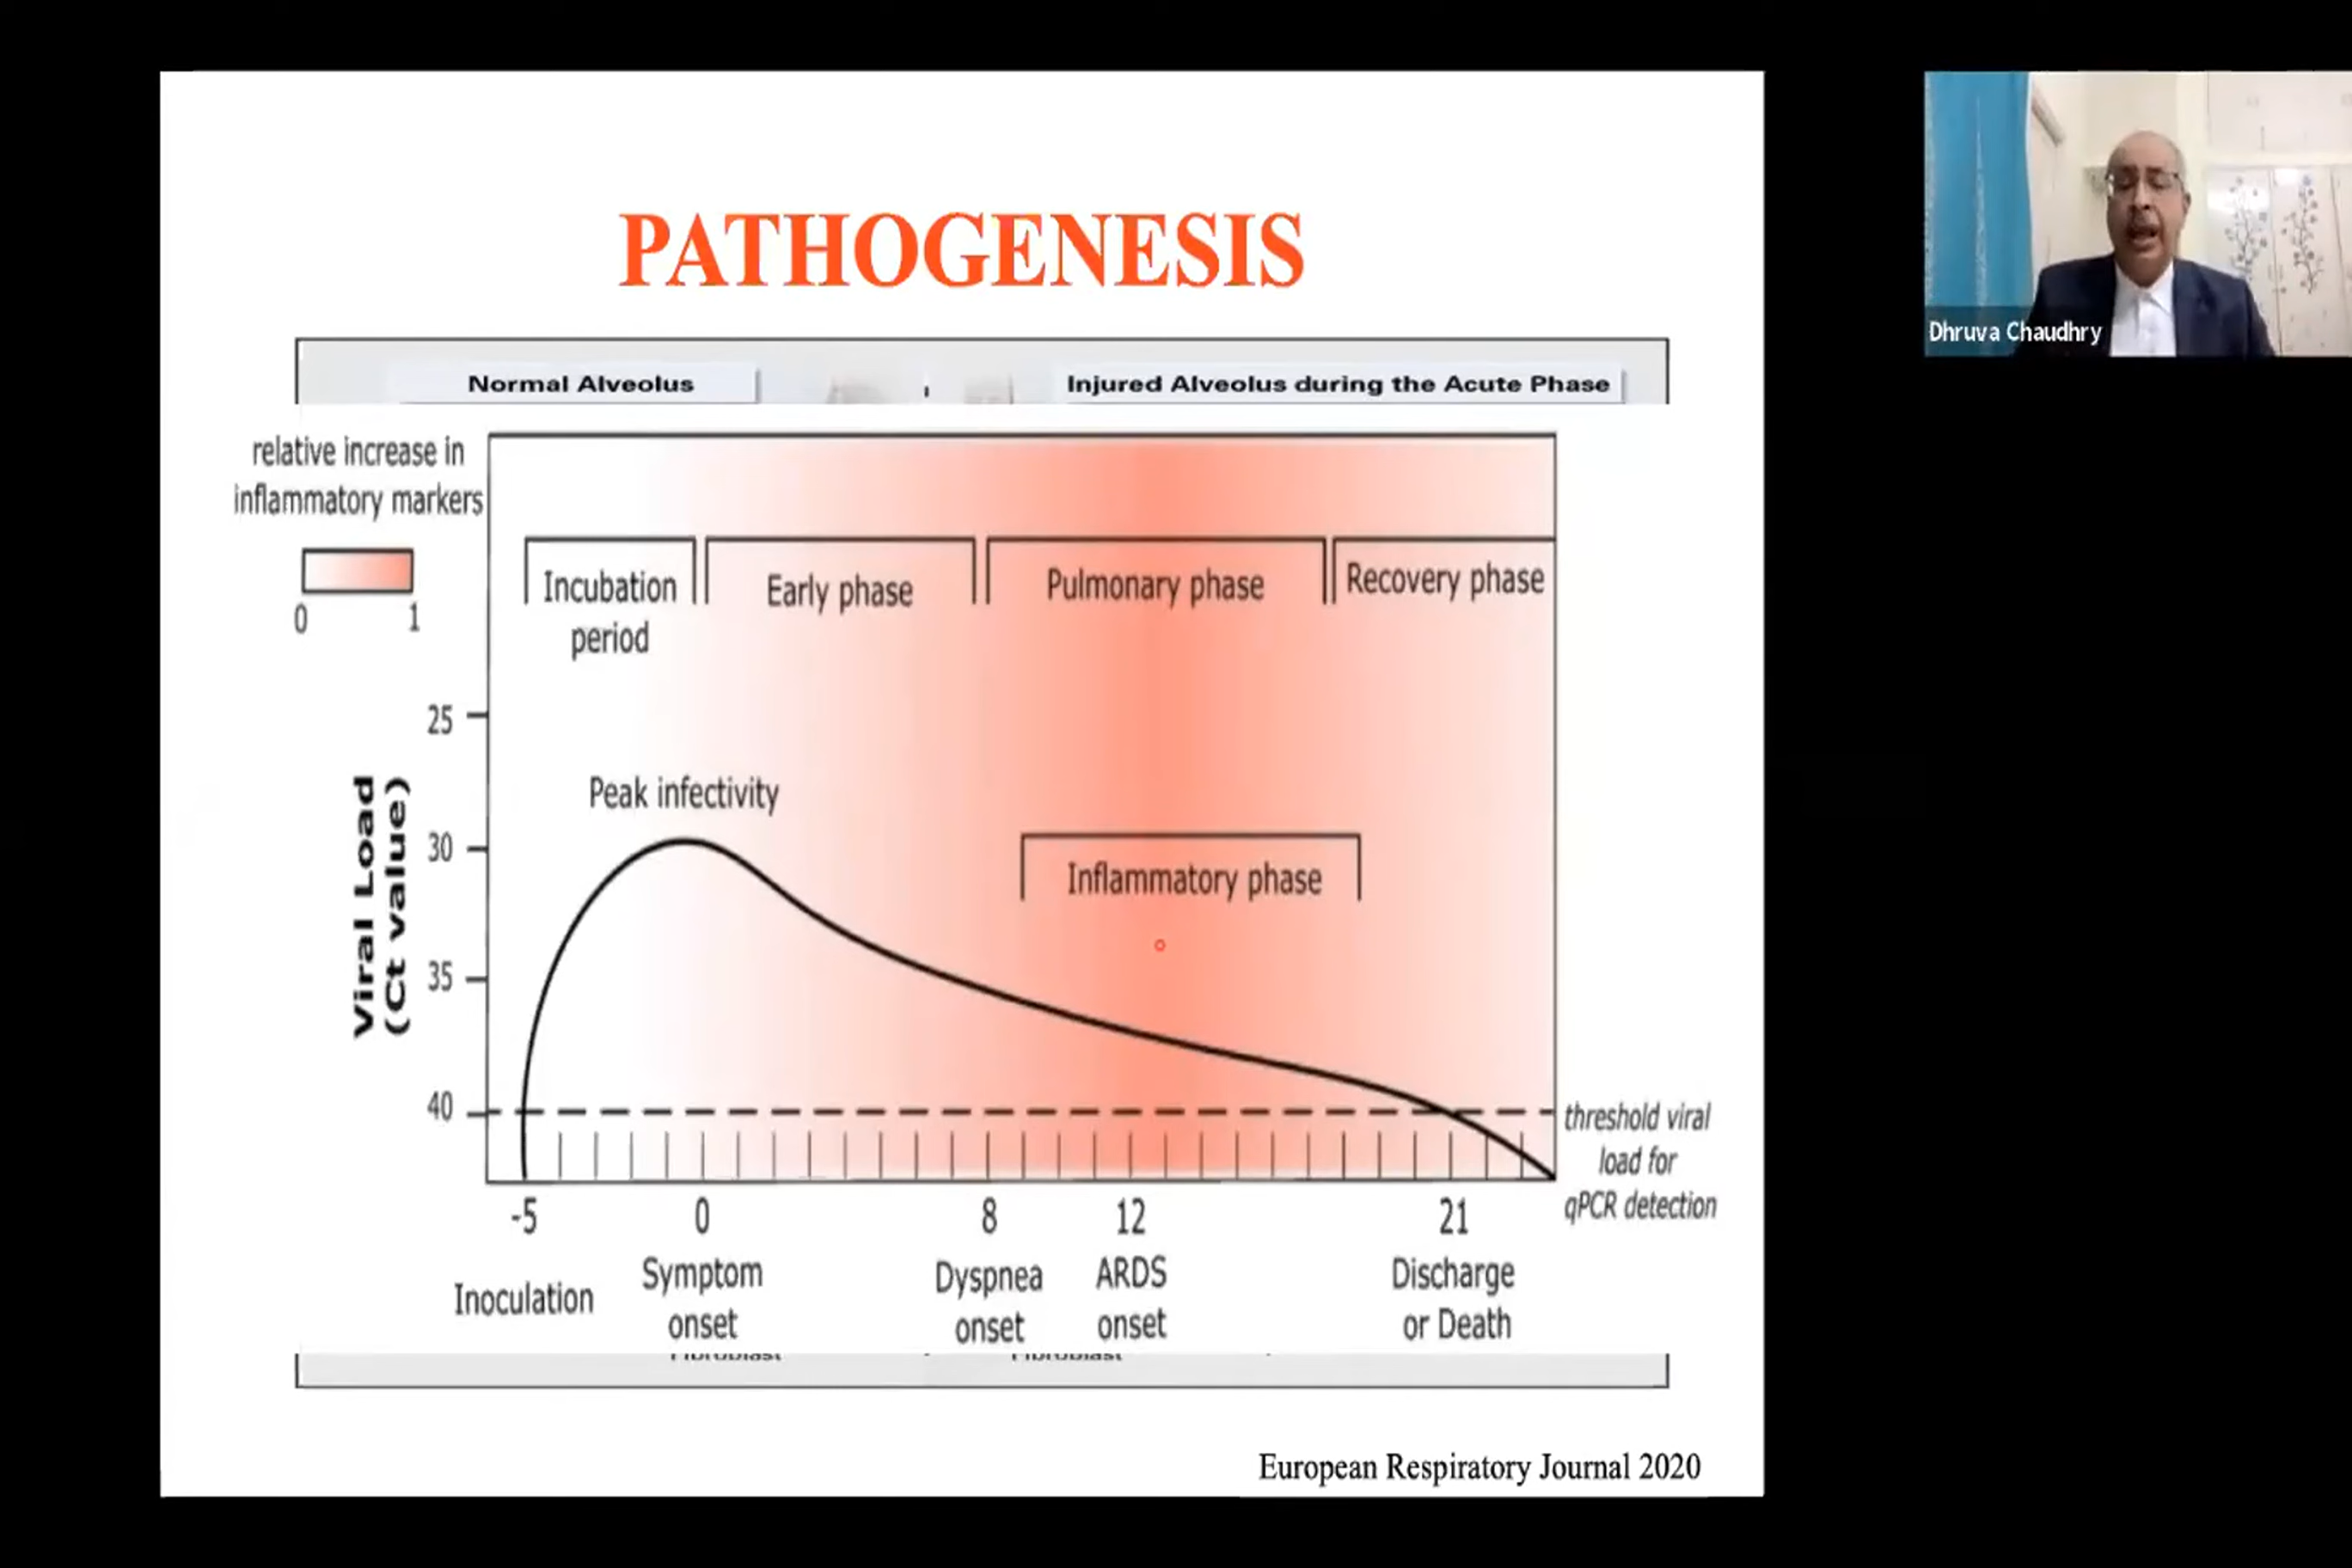 PATHOGENESIS
Dhruva Chaudhry
Normal Alveolus
Injured Alveolus during the Acute Phase
relative increase in
inflammatory markers
0 1
Incubation
period
Early phase
Pulmonary phase
Recovery phase
Viral Load
(Ct value)
25
30
35
40
Peak infectivity
Inflammatory phase
threshold viral
load for
qPCR detection
-5 0 8 12 21
Inoculation
Symptom
onset
Dyspnea
onset
ARDS
onset
Discharge
or Death
Fibroblast Fibroblast
European Respiratory Journal 2020